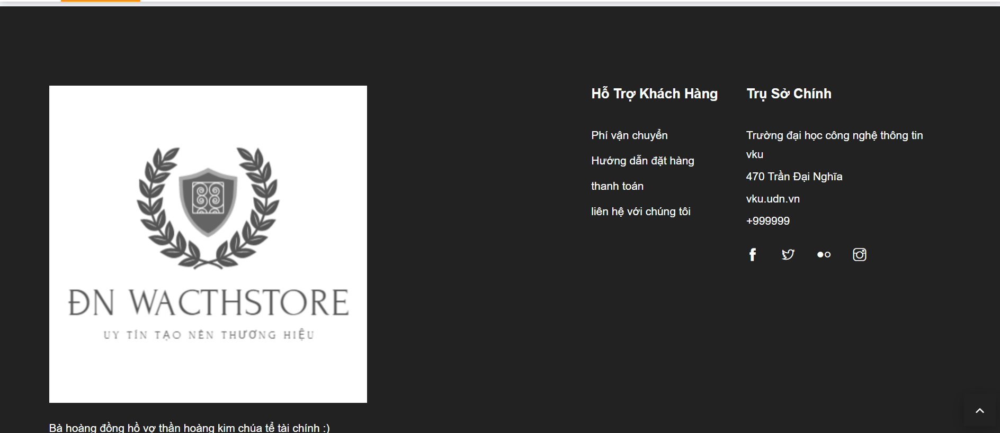 ĐN WACTHSTORE
UY TÍN TẠO NÊN THƯƠNG HIỆU
Bà hoàng đồng hồ vợ thần hoàng kim chúa tể tài chính :)
Hỗ Trợ Khách Hàng
Phí vận chuyển
Hướng dẫn đặt hàng
thanh toán
liên hệ với chúng tôi
Trụ Sở Chính
Trường đại học công nghệ thông tin
vku
470 Trần Đại Nghĩa
vku.udn.vn
+999999